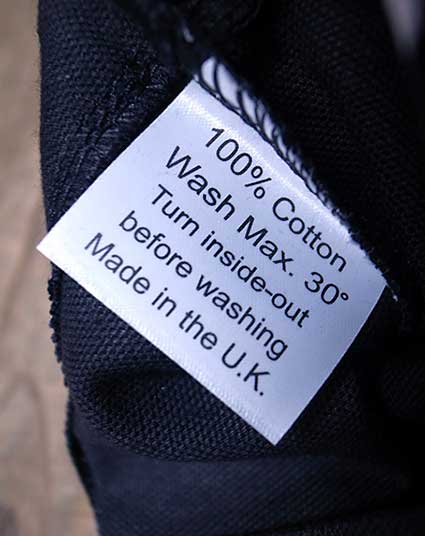 100% Cotton
Wash Max. 30°
Turn inside-out
before washing
Made in the U.K.